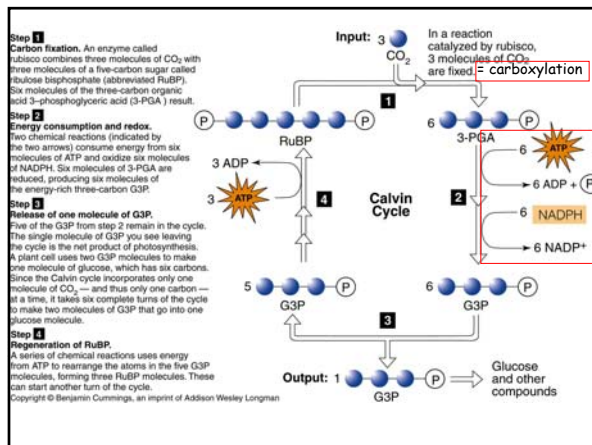 Step 1
Carbon fixation. An enzyme called
rubisco combines three molecules of CO2 with
three molecules of a five-carbon sugar called
ribulose bisphosphate (abbreviated RuBP).
Six molecules of the three-carbon organic
acid 3-phosphoglyceric acid (3-PGA) result.
Step 2
Energy consumption and redox.
Two chemical reactions (indicated by
the two arrows) consume energy from six
molecules of ATP and oxidize six molecules
of NADPH. Six molecules of 3-PGA are
reduced, producing six molecules of
the energy-rich three-carbon G3P.
Step 3
Release of one molecule of G3P.
Five of the G3P from step 2 remain in the cycle.
The single molecule of G3P you see leaving
the cycle is the net product of photosynthesis.
A plant cell uses two G3P molecules to make
one molecule of glucose, which has six carbons.
Since the Calvin cycle incorporates only one
molecule of CO2 — and thus only one carbon —
at a time, it takes six complete turns of the cycle
to make two molecules of G3P that go into one
glucose molecule.
Step 4
Regeneration of RuBP.
A series of chemical reactions uses energy
from ATP to rearrange the atoms in the five G3P
molecules, forming three RuBP molecules. These
can start another turn of the cycle.
Copyright © Benjamin Cummings, an imprint of Addison Wesley Longman
Input: 3
CO2
In a reaction
catalyzed by rubisco,
3 molecules of CO2
are fixed.
= carboxylation
1
P
P
RuBP
6
P
3-PGA
3 ADP
3
ATP
4
Calvin
Cycle
2
6
ATP
6 ADP + P
6
NADPH
6 NADP+
5
P
G3P
6
P
G3P
3
Output: 1
P
G3P
Glucose
and other
compounds